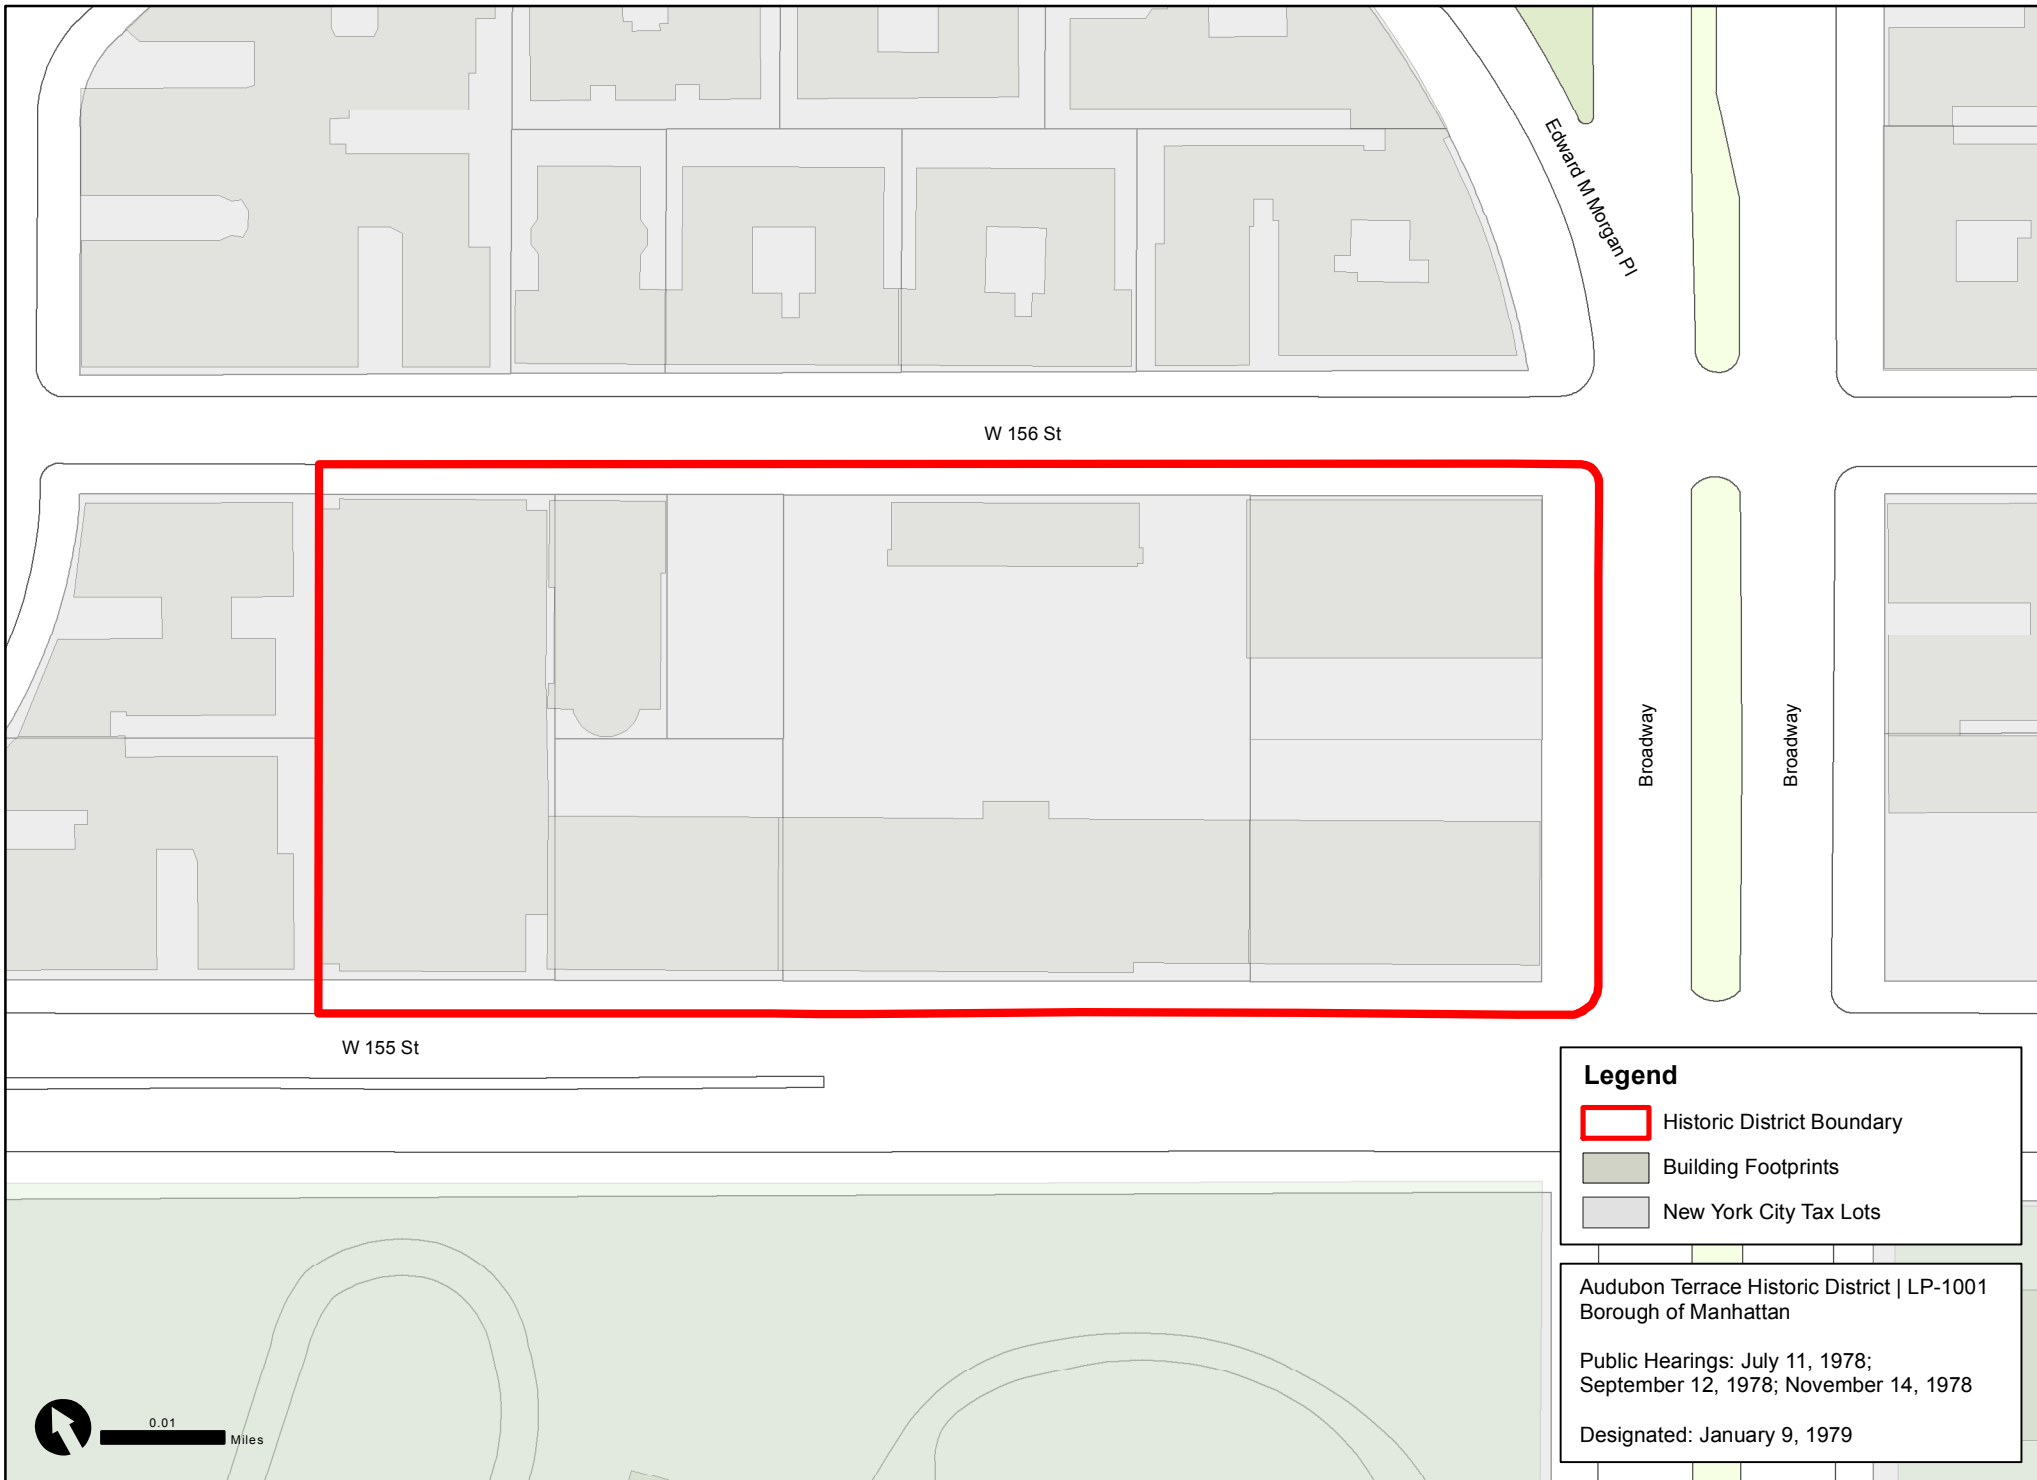 Edward M Morgan Pl
W 156 St
Broadway
Broadway
W 155 St
Legend
Historic District Boundary
Building Footprints
New York City Tax Lots
Audubon Terrace Historic District | LP-1001
Borough of Manhattan
Public Hearings: July 11, 1978;
September 12, 1978; November 14, 1978
Designated: January 9, 1979
0.01
Miles